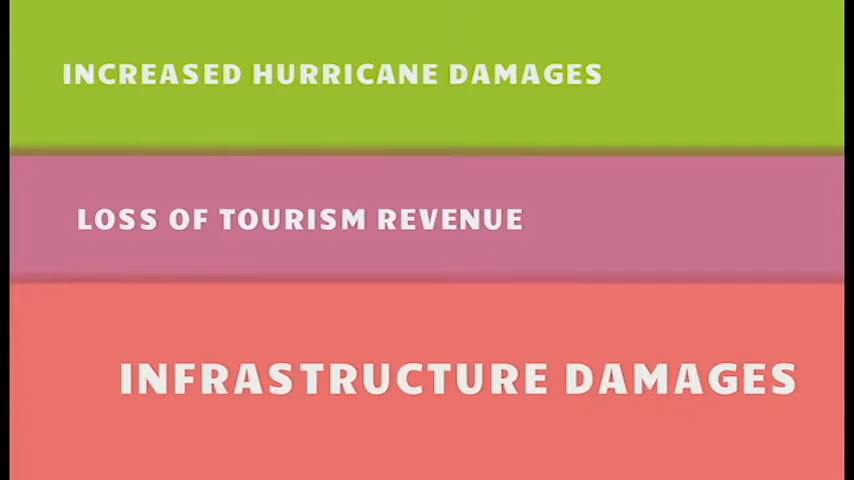 INCREASED HURRICANE DAMAGES
LOSS OF TOURISM REVENUE
INFRASTRUCTURE DAMAGES